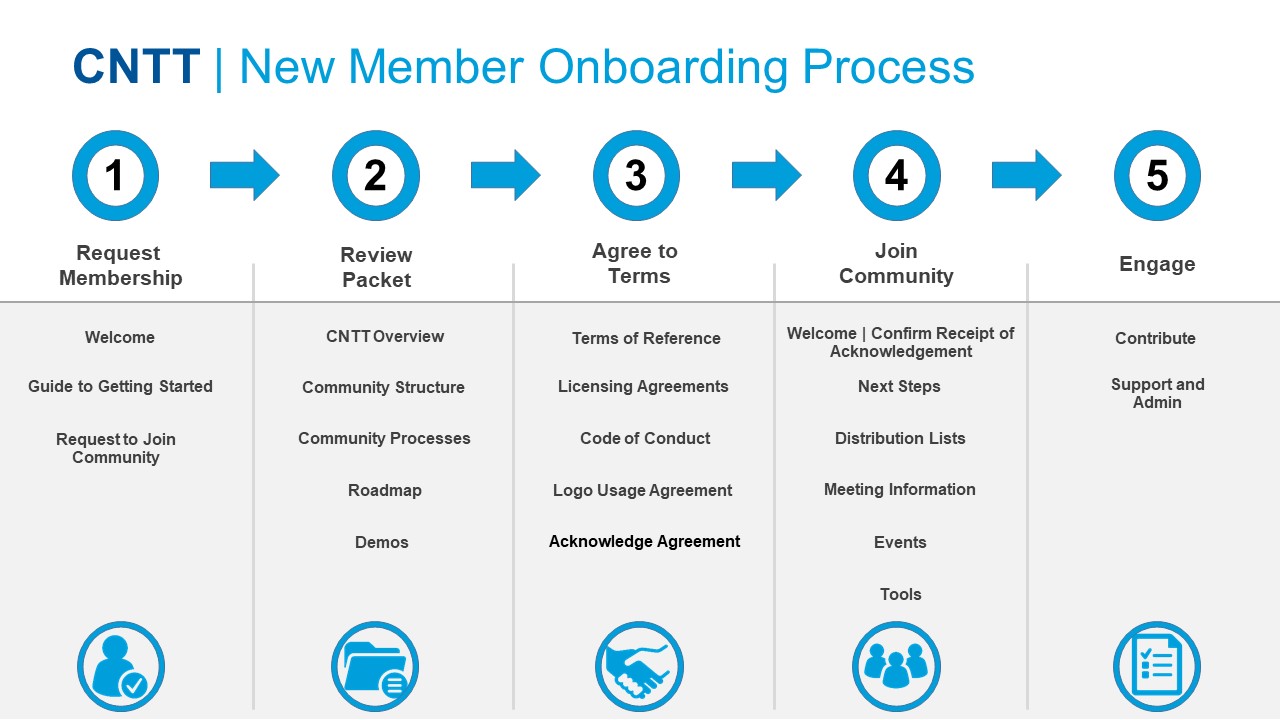 CNTT | New Member Onboarding Process
1
2
3
4
5
Request
Membership
Review
Packet
Agree to
Terms
Join
Community
Engage
Welcome
Guide to Getting Started
Request to Join
Community
CNTT Overview
Community Structure
Community Processes
Roadmap
Demos
Terms of Reference
Licensing Agreements
Code of Conduct
Logo Usage Agreement
Acknowledge Agreement
Welcome | Confirm Receipt of
Acknowledgement
Next Steps
Distribution Lists
Meeting Information
Events
Tools
Contribute
Support and
Admin